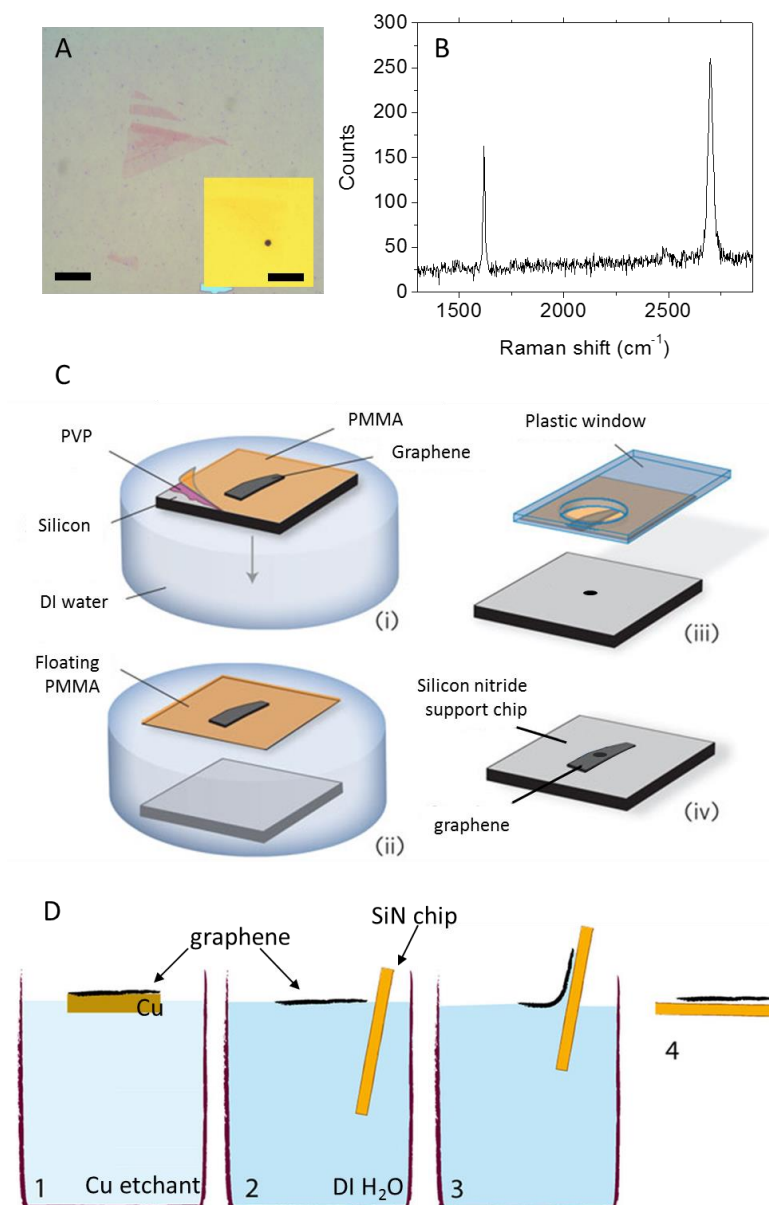 A
B
300
250
200
150
100
50
0
Counts
1500
2000
2500
Raman shift (cm⁻¹)
C
PVP
PMMA
Graphene
Silicon
DI water
(i)
Plastic window
(iii)
Floating
PMMA
(ii)
Silicon nitride
support chip
graphene
(iv)
D
graphene
SiN chip
Cu
1
Cu etchant
2
DI H₂O
3
4